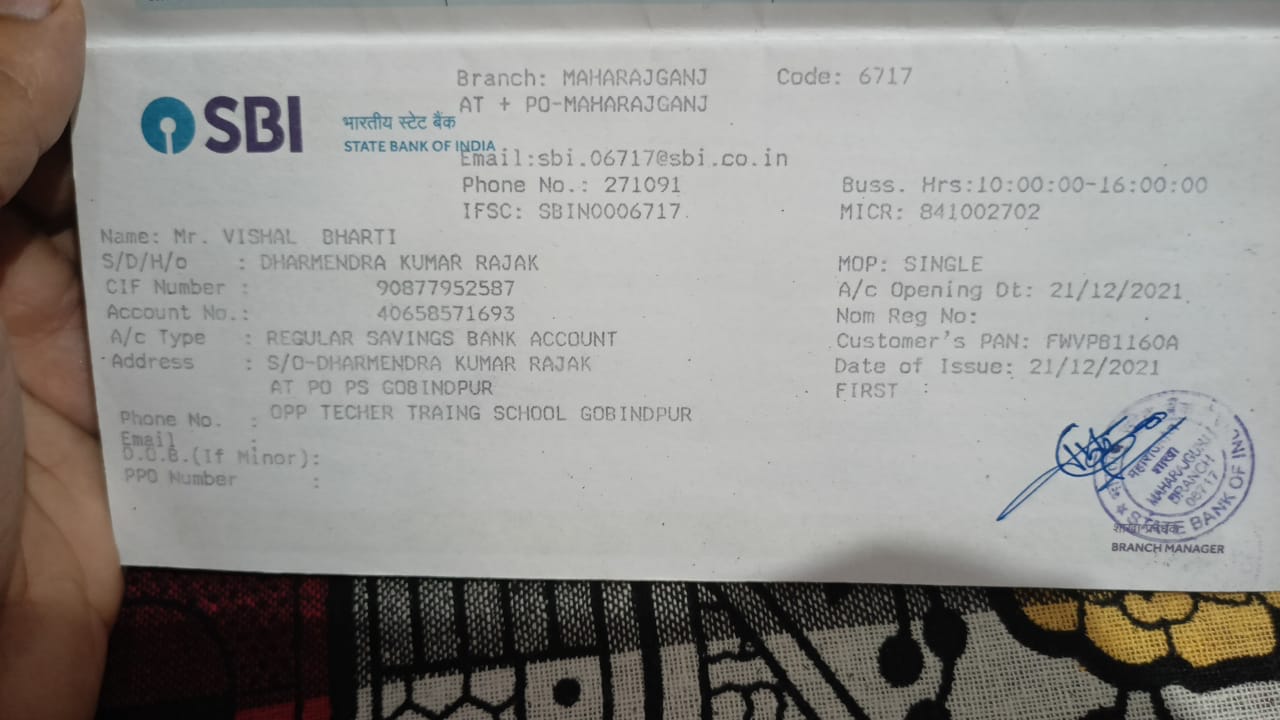 Branch: MAHARAJGANJ Code: 6717
AT + PO-MAHARAJGANJ
SBI
भारतीय स्टेट बैंक
STATE BANK OF INDIA
Email:sbi.06717@sbi.co.in
Phone No.: 271091 Buss. Hrs:10:00:00-16:00:00
IFSC: SBIN0006717 MICR: 841002702
Name: Mr. VISHAL BHARTI
S/D/H/o : DHARMENDRA KUMAR RAJAK MOP: SINGLE
CIF Number : 90877952587 A/c Opening Dt: 21/12/2021
Account No.: 40658571693 Nom Reg No:
A/c Type : REGULAR SAVINGS BANK ACCOUNT Customer's PAN: FWVPB1160A
Address : S/O-DHARMENDRA KUMAR RAJAK Date of Issue: 21/12/2021
AT PO PS GOBINDPUR FIRST :
OPP TECHER TRAING SCHOOL GOBINDPUR
Phone No. :
Email :
D.O.B.(If Minor):
PPO Number :
शाखा
MAHARAJGUNJ
BRANCH
06717
STATE BANK OF
शाखा प्रबंधक
BRANCH MANAGER